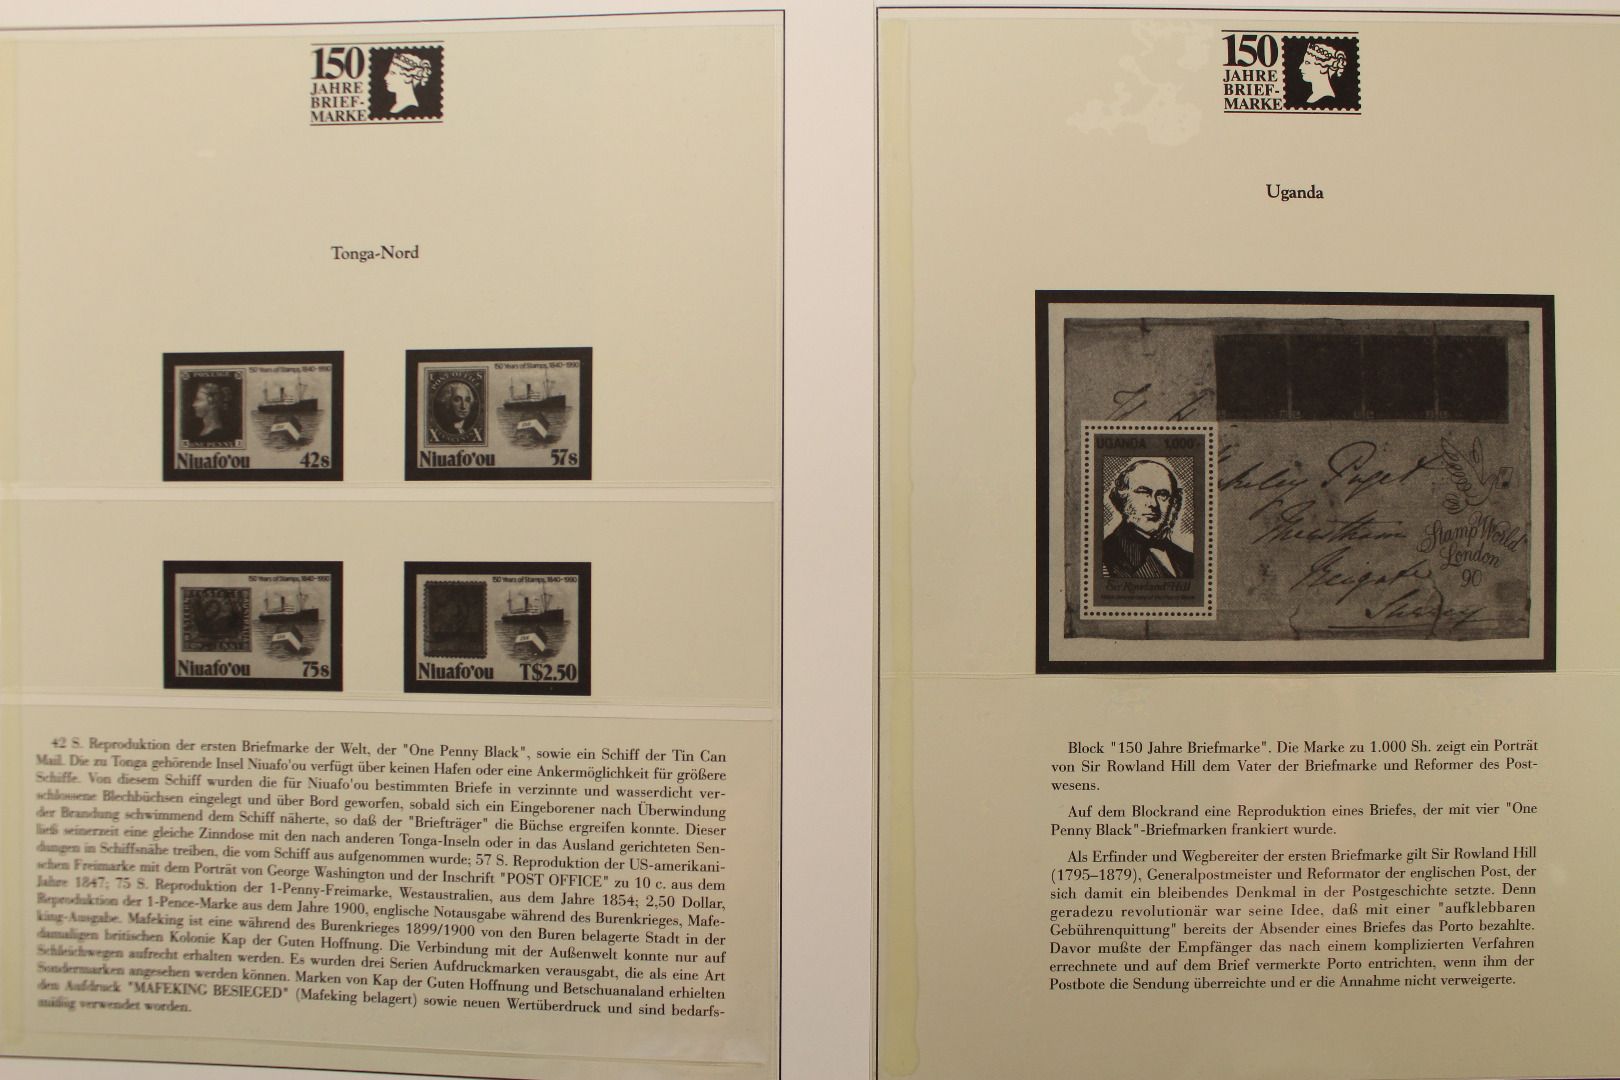 150
JAHRE
BRIEF-
MARKE
Tonga-Nord
150 Years of Stamps, 1840-1990
POSTAGE
ONE PENNY
Niuafo'ou 42s
150 Years of Stamps, 1840-1990
POST OFFICE
X X
Niuafo'ou 57s
150 Years of Stamps, 1840-1990
Niuafo'ou 75s
150 Years of Stamps, 1840-1990
Niuafo'ou T$2.50
42 S. Reproduktion der ersten Briefmarke der Welt, der "One Penny Black", sowie ein Schiff der Tin Can
Mail. Die zu Tonga gehörende Insel Niuafo'ou verfügt über keinen Hafen oder eine Ankermöglichkeit für größere
Schiffe. Von diesem Schiff wurden die für Niuafo'ou bestimmten Briefe in verzinnte und wasserdicht ver-
schlossene Blechbüchsen eingelegt und über Bord geworfen, sobald sich ein Eingeborener nach Überwindung
der Brandung schwimmend dem Schiff näherte, so daß der "Briefträger" die Büchse ergreifen konnte. Dieser
ließ seinerzeit eine gleiche Zinndose mit den nach anderen Tonga-Inseln oder in das Ausland gerichteten Sen-
dungen in Schiffsnähe treiben, die vom Schiff aus aufgenommen wurde; 57 S. Reproduktion der US-amerikani-
schen Freimarke mit dem Porträt von George Washington und der Inschrift "POST OFFICE" zu 10 c. aus dem
Jahre 1847; 75 S. Reproduktion der 1-Penny-Freimarke, Westaustralien, aus dem Jahre 1854; 2,50 Dollar,
Reproduktion der 1-Pence-Marke aus dem Jahre 1900, englische Notausgabe während des Burenkrieges, Mafe-
king-Ausgabe. Mafeking ist eine während des Burenkrieges 1899/1900 von den Buren belagerte Stadt in der
damaligen britischen Kolonie Kap der Guten Hoffnung. Die Verbindung mit der Außenwelt konnte nur auf
Schleichwegen aufrecht erhalten werden. Es wurden drei Serien Aufdruckmarken verausgabt, die als eine Art
Sondermarken angesehen werden können. Marken von Kap der Guten Hoffnung und Betschuanaland erhielten
den Aufdruck "MAFEKING BESIEGED" (Mafeking belagert) sowie neuen Wertüberdruck und sind bedarfs-
mäßig verwendet worden.
150
JAHRE
BRIEF-
MARKE
Uganda
UGANDA 1.000/-
Sir Rowland Hill
Puget
Reigate
Surrey
Stamp World
London
90
Block "150 Jahre Briefmarke". Die Marke zu 1.000 Sh. zeigt ein Porträt
von Sir Rowland Hill dem Vater der Briefmarke und Reformer des Post-
wesens.
Auf dem Blockrand eine Reproduktion eines Briefes, der mit vier "One
Penny Black"-Briefmarken frankiert wurde.
Als Erfinder und Wegbereiter der ersten Briefmarke gilt Sir Rowland Hill
(1795–1879), Generalpostmeister und Reformator der englischen Post, der
sich damit ein bleibendes Denkmal in der Postgeschichte setzte. Denn
geradezu revolutionär war seine Idee, daß mit einer "aufklebbaren
Gebührenquittung" bereits der Absender eines Briefes das Porto bezahlte.
Davor mußte der Empfänger das nach einem komplizierten Verfahren
errechnete und auf dem Brief vermerkte Porto entrichten, wenn ihm der
Postbote die Sendung überreichte und er die Annahme nicht verweigerte.